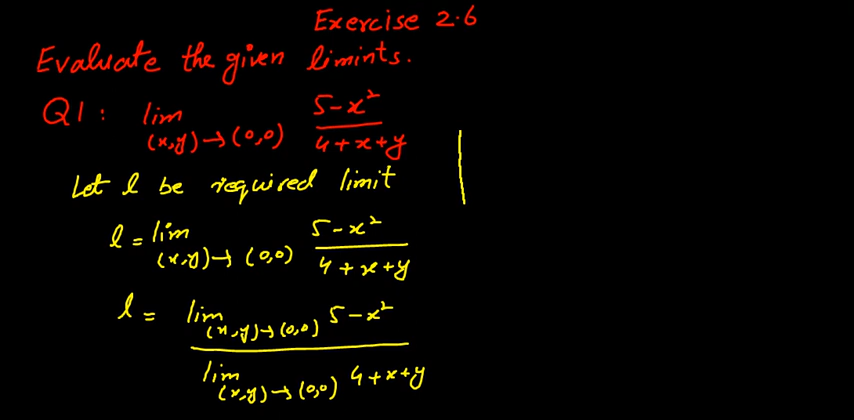 Exercise 2.6
Evaluate the given limints.
Q1: lim (x,y)→(0,0) (5-x²)/(4+x+y)
Let l be required limit
l = lim (x,y)→(0,0) (5-x²)/(4+x+y)
l = lim (x,y)→(0,0) 5-x² / lim (x,y)→(0,0) 4+x+y